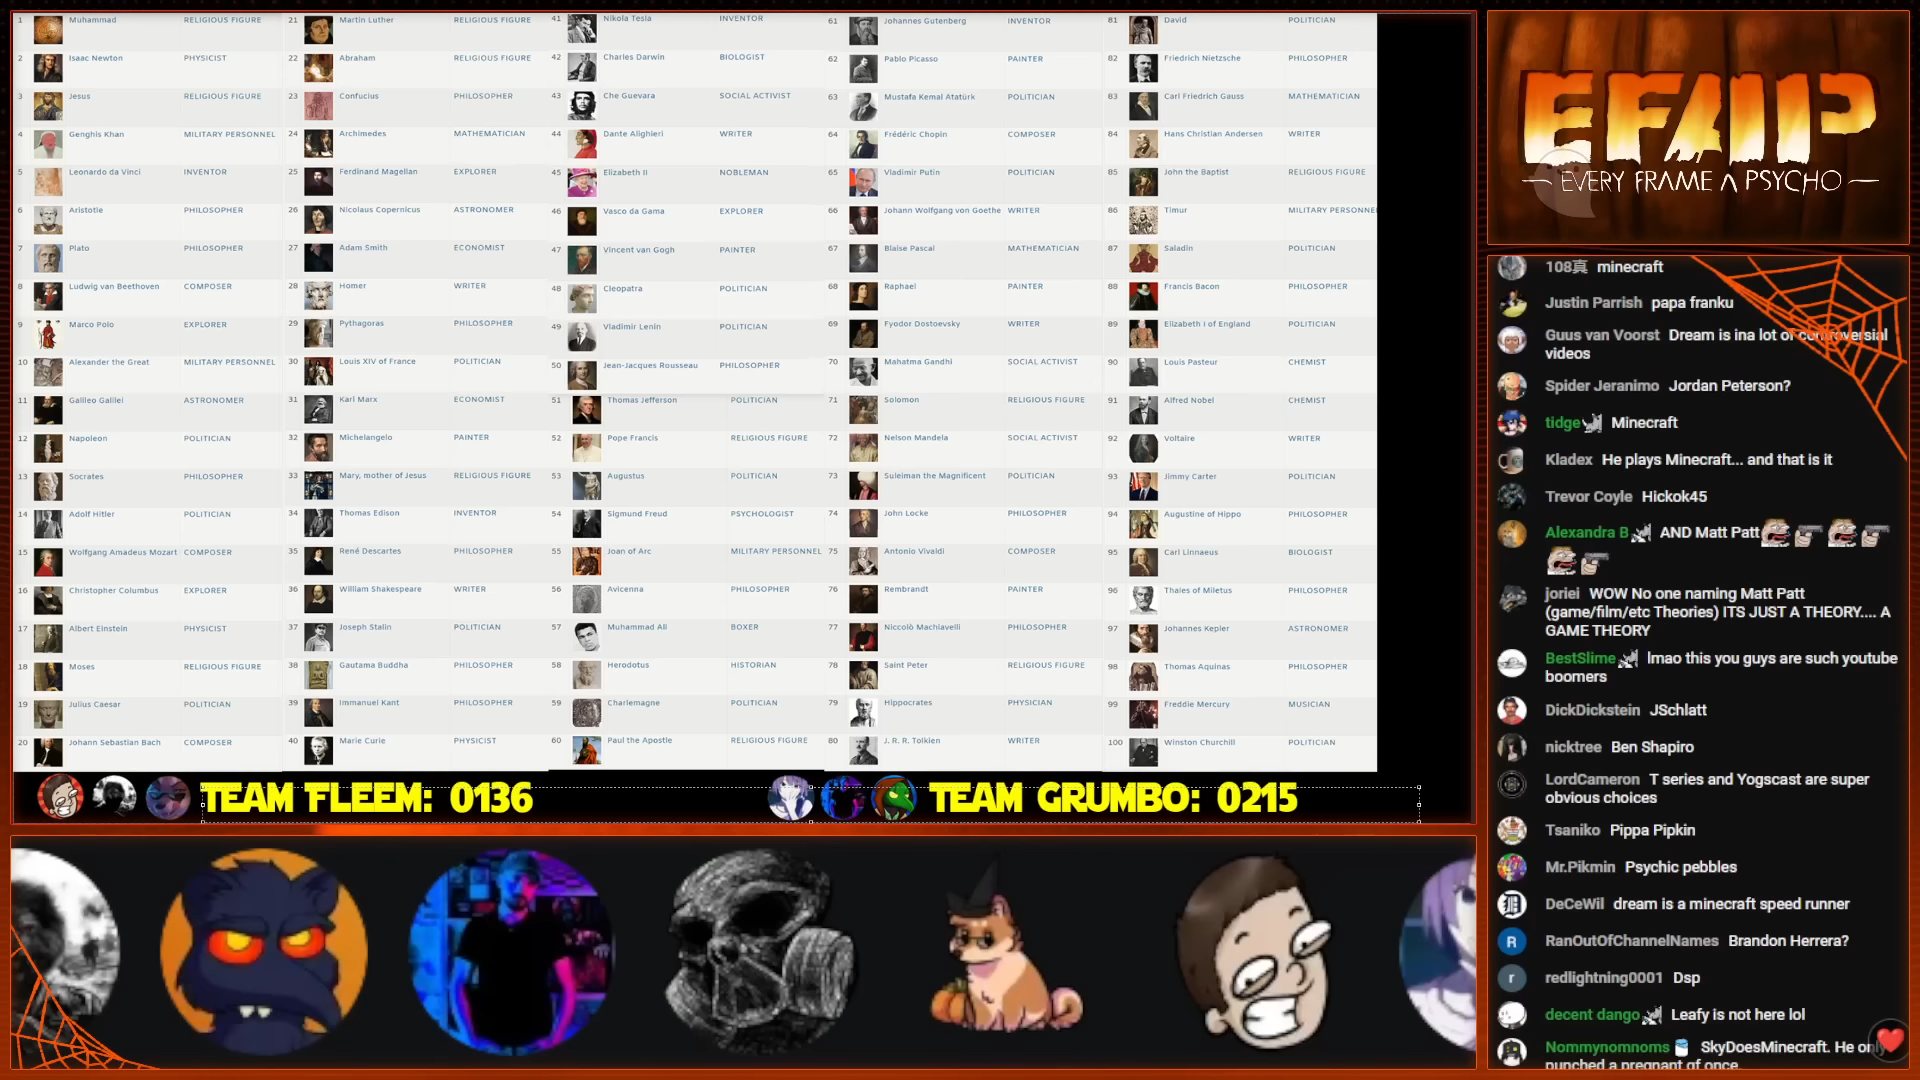 1 Muhammad RELIGIOUS FIGURE
2 Isaac Newton PHYSICIST
3 Jesus RELIGIOUS FIGURE
4 Genghis Khan MILITARY PERSONNEL
5 Leonardo da Vinci INVENTOR
6 Aristotle PHILOSOPHER
7 Plato PHILOSOPHER
8 Ludwig van Beethoven COMPOSER
9 Marco Polo EXPLORER
10 Alexander the Great MILITARY PERSONNEL
11 Galileo Galilei ASTRONOMER
12 Napoleon POLITICIAN
13 Socrates PHILOSOPHER
14 Adolf Hitler POLITICIAN
15 Wolfgang Amadeus Mozart COMPOSER
16 Christopher Columbus EXPLORER
17 Albert Einstein PHYSICIST
18 Moses RELIGIOUS FIGURE
19 Julius Caesar POLITICIAN
20 Johann Sebastian Bach COMPOSER
21 Martin Luther RELIGIOUS FIGURE
22 Abraham RELIGIOUS FIGURE
23 Confucius PHILOSOPHER
24 Archimedes MATHEMATICIAN
25 Ferdinand Magellan EXPLORER
26 Nicolaus Copernicus ASTRONOMER
27 Adam Smith ECONOMIST
28 Homer WRITER
29 Pythagoras PHILOSOPHER
30 Louis XIV of France POLITICIAN
31 Karl Marx ECONOMIST
32 Michelangelo PAINTER
33 Mary, mother of Jesus RELIGIOUS FIGURE
34 Thomas Edison INVENTOR
35 René Descartes PHILOSOPHER
36 William Shakespeare WRITER
37 Joseph Stalin POLITICIAN
38 Gautama Buddha PHILOSOPHER
39 Immanuel Kant PHILOSOPHER
40 Marie Curie PHYSICIST
41 Nikola Tesla INVENTOR
42 Charles Darwin BIOLOGIST
43 Che Guevara SOCIAL ACTIVIST
44 Dante Alighieri WRITER
45 Elizabeth II NOBLEMAN
46 Vasco da Gama EXPLORER
47 Vincent van Gogh PAINTER
48 Cleopatra POLITICIAN
49 Vladimir Lenin POLITICIAN
50 Jean-Jacques Rousseau PHILOSOPHER
51 Thomas Jefferson POLITICIAN
52 Pope Francis RELIGIOUS FIGURE
53 Augustus POLITICIAN
54 Sigmund Freud PSYCHOLOGIST
55 Joan of Arc MILITARY PERSONNEL
56 Avicenna PHILOSOPHER
57 Muhammad Ali BOXER
58 Herodotus HISTORIAN
59 Charlemagne POLITICIAN
60 Paul the Apostle RELIGIOUS FIGURE
61 Johannes Gutenberg INVENTOR
62 Pablo Picasso PAINTER
63 Mustafa Kemal Atatürk POLITICIAN
64 Frédéric Chopin COMPOSER
65 Vladimir Putin POLITICIAN
66 Johann Wolfgang von Goethe WRITER
67 Blaise Pascal MATHEMATICIAN
68 Raphael PAINTER
69 Fyodor Dostoevsky WRITER
70 Mahatma Gandhi SOCIAL ACTIVIST
71 Solomon RELIGIOUS FIGURE
72 Nelson Mandela SOCIAL ACTIVIST
73 Suleiman the Magnificent POLITICIAN
74 John Locke PHILOSOPHER
75 Antonio Vivaldi COMPOSER
76 Rembrandt PAINTER
77 Niccolò Machiavelli PHILOSOPHER
78 Saint Peter RELIGIOUS FIGURE
79 Hippocrates PHYSICIAN
80 J. R. R. Tolkien WRITER
81 David POLITICIAN
82 Friedrich Nietzsche PHILOSOPHER
83 Carl Friedrich Gauss MATHEMATICIAN
84 Hans Christian Andersen WRITER
85 John the Baptist RELIGIOUS FIGURE
86 Timur MILITARY PERSONNE
87 Saladin POLITICIAN
88 Francis Bacon PHILOSOPHER
89 Elizabeth I of England POLITICIAN
90 Louis Pasteur CHEMIST
91 Alfred Nobel CHEMIST
92 Voltaire WRITER
93 Jimmy Carter POLITICIAN
94 Augustine of Hippo PHILOSOPHER
95 Carl Linnaeus BIOLOGIST
96 Thales of Miletus PHILOSOPHER
97 Johannes Kepler ASTRONOMER
98 Thomas Aquinas PHILOSOPHER
99 Freddie Mercury MUSICIAN
100 Winston Churchill POLITICIAN
TEAM FLEEM: 0136
TEAM GRUMBO: 0215
EFAP
EVERY FRAME A PSYCHO
108真 minecraft
Justin Parrish papa franku
Guus van Voorst Dream is ina lot of controversial
videos
Spider Jeranimo Jordan Peterson?
tidge Minecraft
Kladex He plays Minecraft... and that is it
Trevor Coyle Hickok45
Alexandra B AND Matt Patt
joriei WOW No one naming Matt Patt
(game/film/etc Theories) ITS JUST A THEORY.... A
GAME THEORY
BestSlime lmao this you guys are such youtube
boomers
DickDickstein JSchlatt
nicktree Ben Shapiro
LordCameron T series and Yogscast are super
obvious choices
Tsaniko Pippa Pipkin
Mr.Pikmin Psychic pebbles
DeCeWil dream is a minecraft speed runner
R RanOutOfChannelNames Brandon Herrera?
r redlightning0001 Dsp
decent dango Leafy is not here lol
Nommynomnoms SkyDoesMinecraft. He only
punched a pregnant gf once.